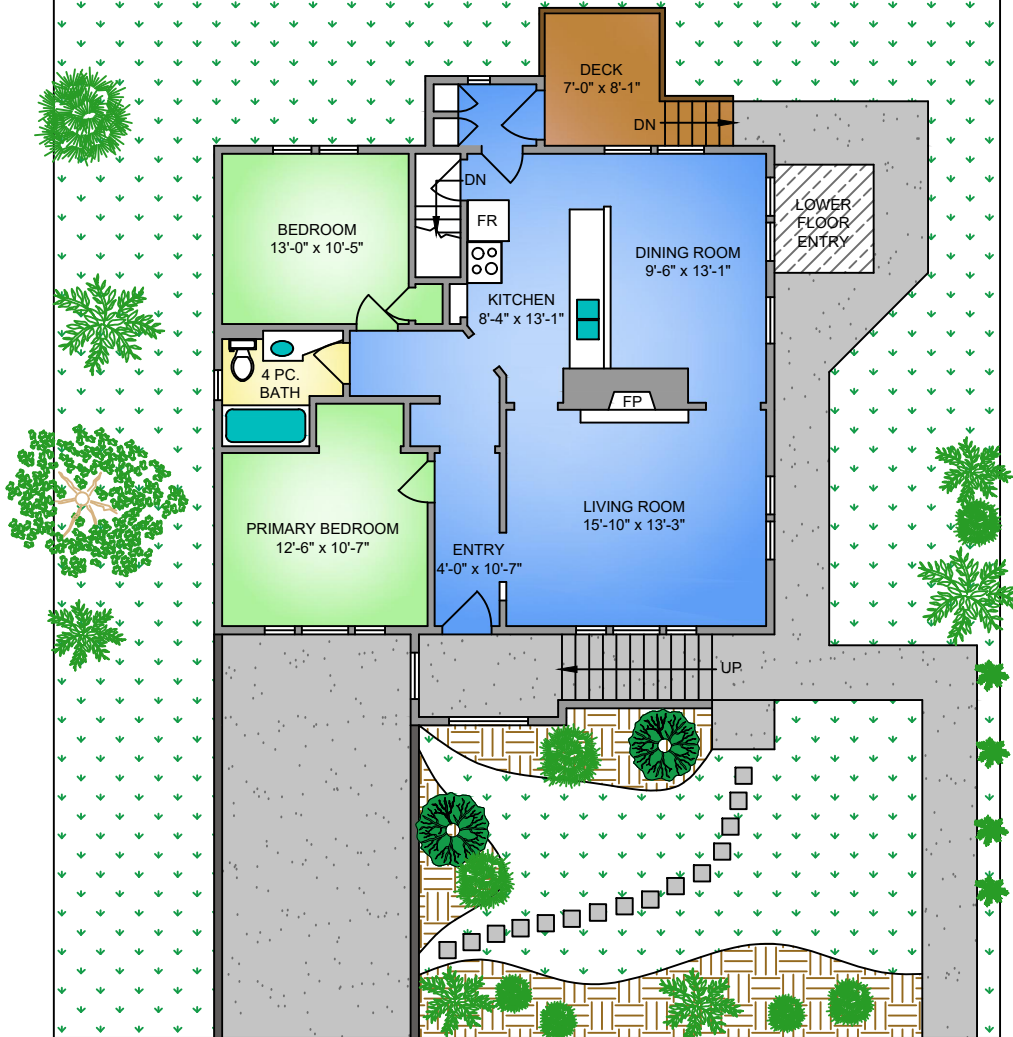 DECK
7'-0" x 8'-1"
DN
DN
BEDROOM
13'-0" x 10'-5"
FR
LOWER
FLOOR
ENTRY
DINING ROOM
9'-6" x 13'-1"
KITCHEN
8'-4" x 13'-1"
4 PC.
BATH
FP
PRIMARY BEDROOM
12'-6" x 10'-7"
LIVING ROOM
15'-10" x 13'-3"
ENTRY
4'-0" x 10'-7"
UP